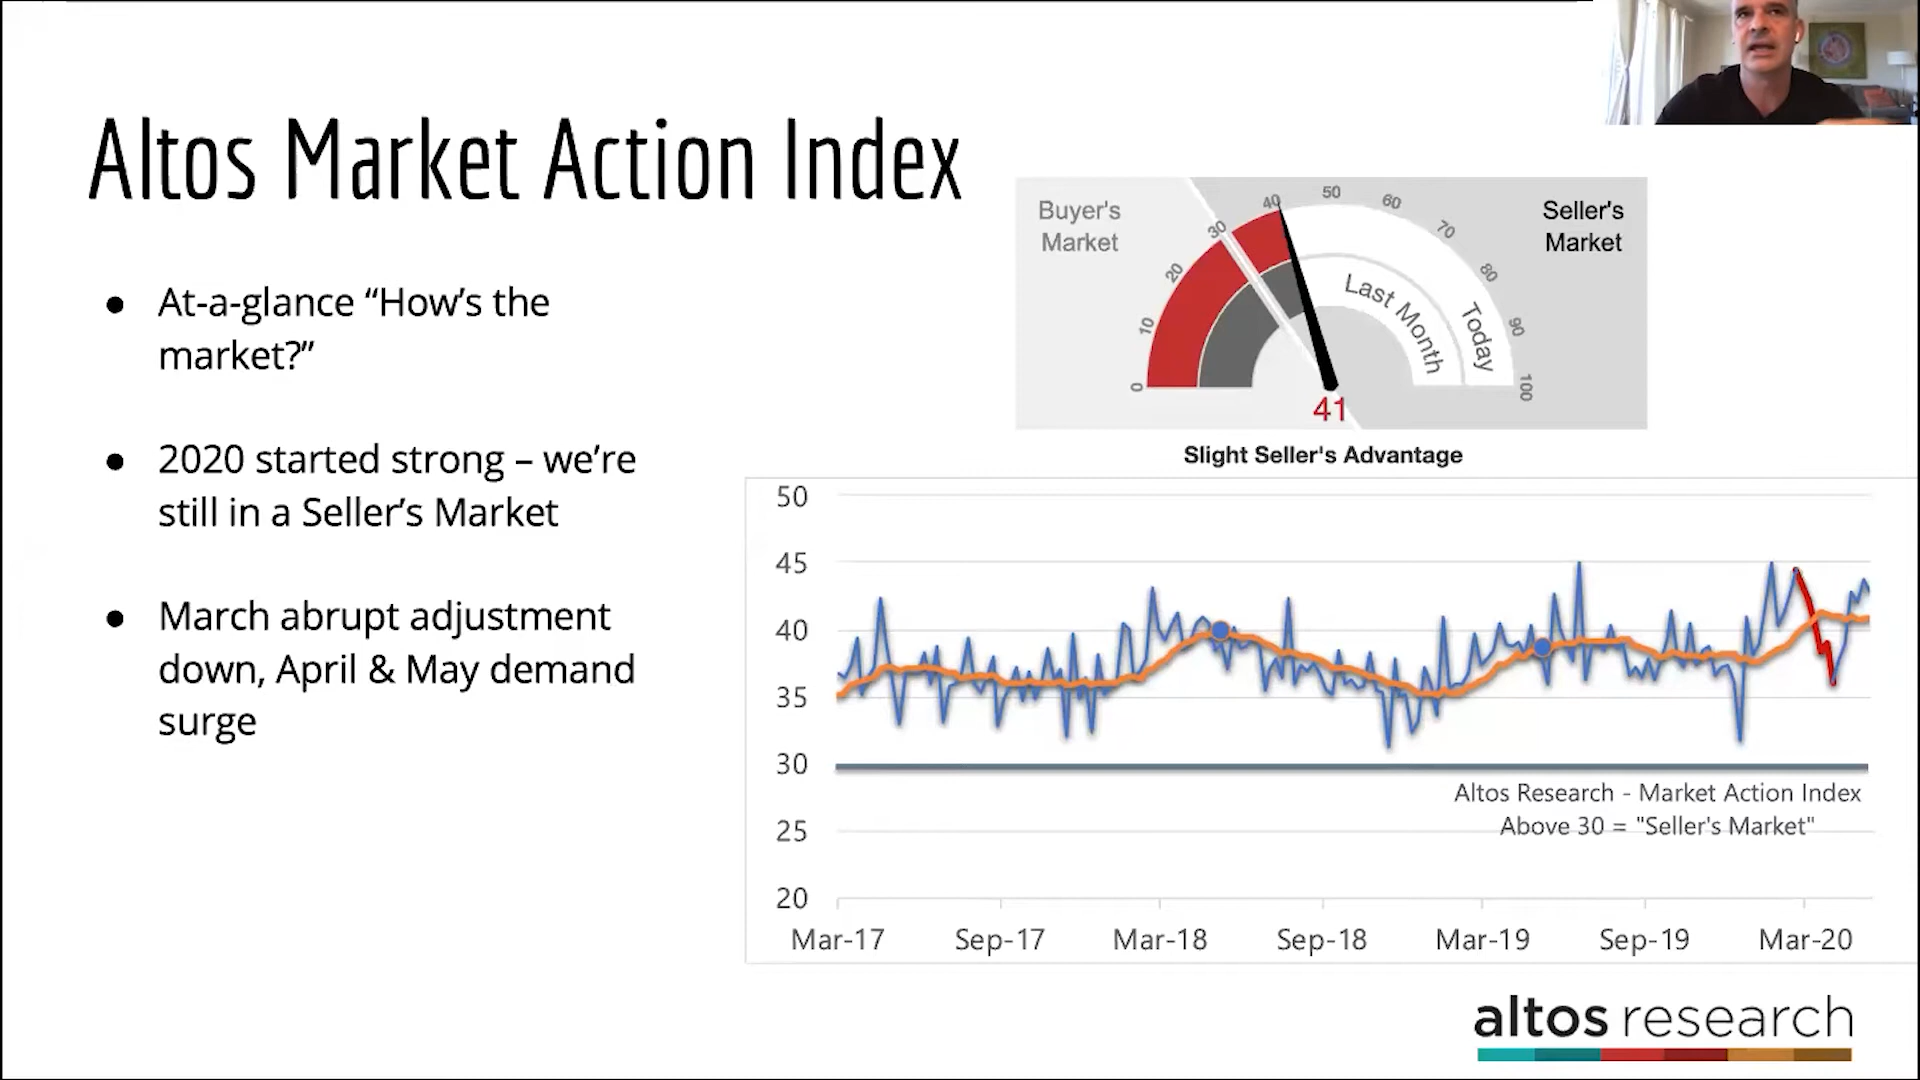 Altos Market Action Index
● At-a-glance “How’s the
market?”
● 2020 started strong – we’re
still in a Seller’s Market
● March abrupt adjustment
down, April & May demand
surge
Buyer's
Market
Seller's
Market
0
10
20
30
40
50
60
70
80
90
100
Last Month
Today
41
Slight Seller's Advantage
50
45
40
35
30
25
20
Altos Research - Market Action Index
Above 30 = "Seller's Market"
Mar-17 Sep-17 Mar-18 Sep-18 Mar-19 Sep-19 Mar-20
altos research